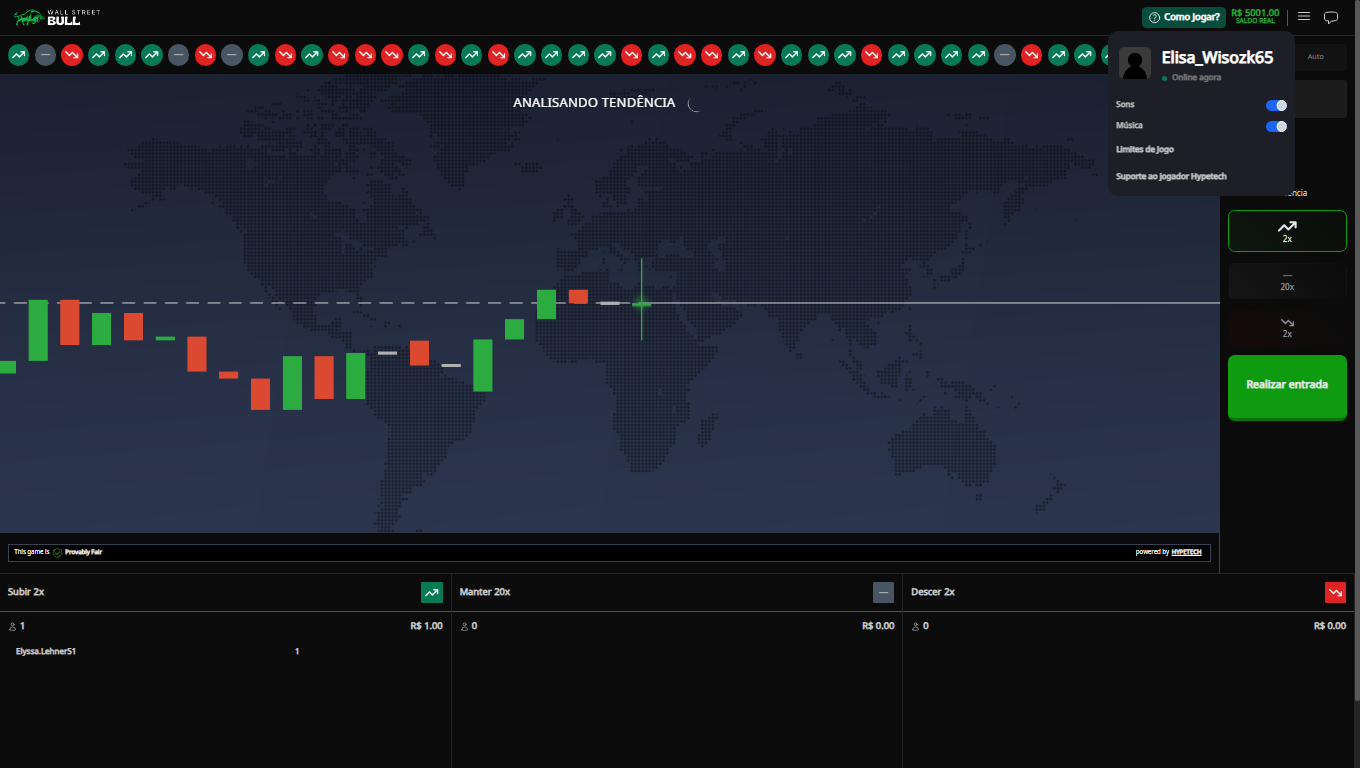 WALL STREET
BULL
Como Jogar?
R$ 5001.00
SALDO REAL
Elisa_Wisozk65
Online agora
Sons
Música
Limites de Jogo
Suporte ao Jogador Hypetech
Auto
ANALISANDO TENDÊNCIA
2x
20x
2x
Realizar entrada
This game is Provably Fair
powered by HYPETECH
Subir 2x
Manter 20x
Descer 2x
1
R$ 1.00
0
R$ 0.00
0
R$ 0.00
Elyssa.Lehner51
1